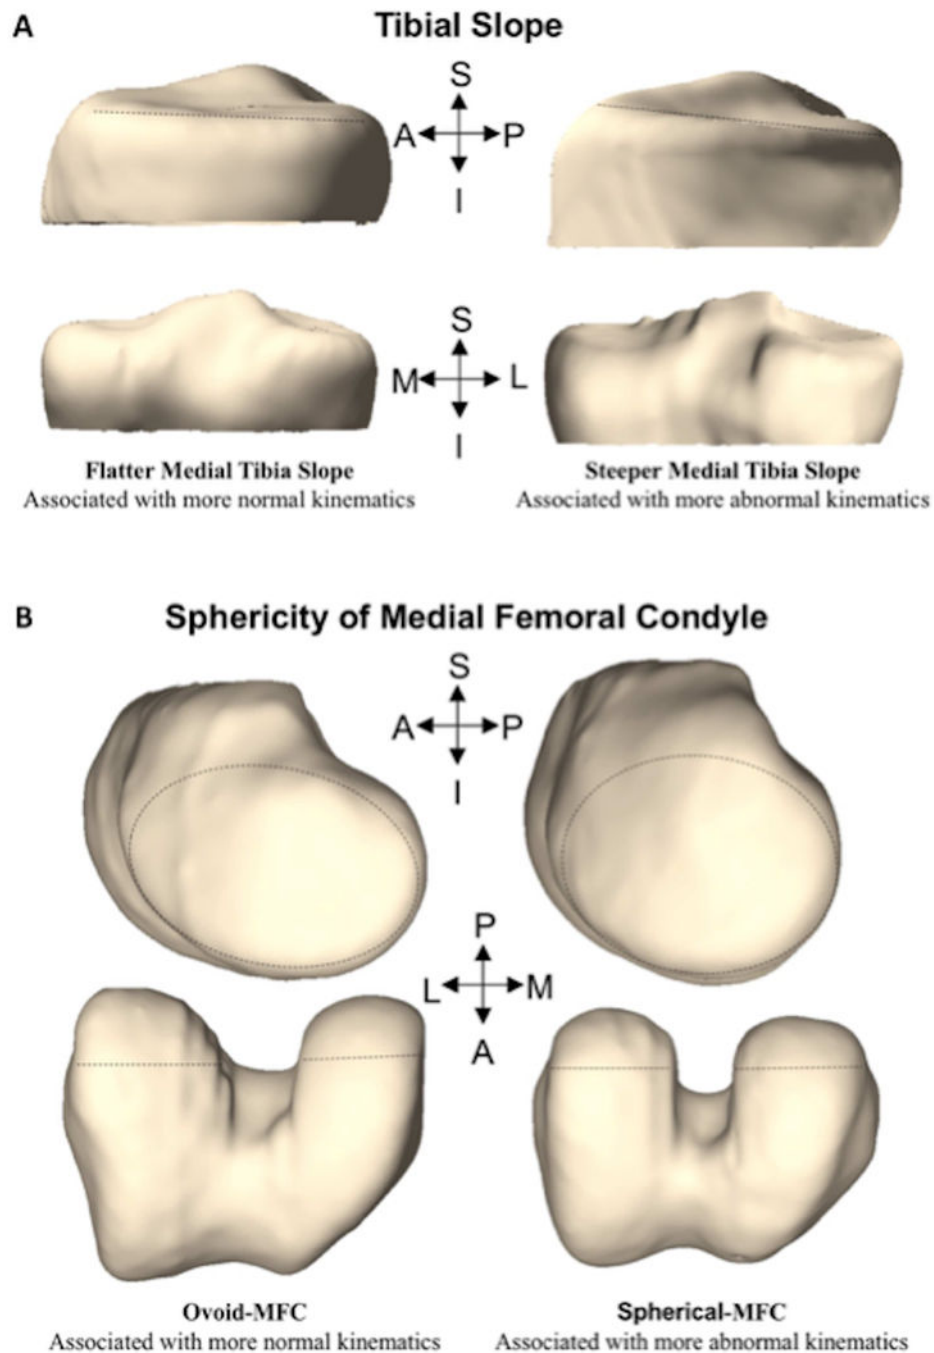 A
Tibial Slope
S
A P
I
S
M L
I
Flatter Medial Tibia Slope
Associated with more normal kinematics
Steeper Medial Tibia Slope
Associated with more abnormal kinematics
B
Sphericity of Medial Femoral Condyle
S
A P
I
P
L M
A
Ovoid-MFC
Associated with more normal kinematics
Spherical-MFC
Associated with more abnormal kinematics